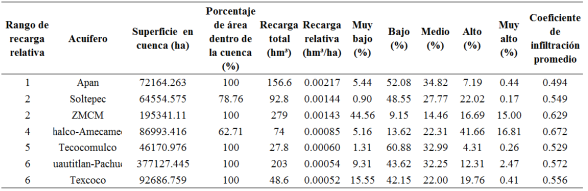 Rango de recarga relativa Acuífero Superficie en cuenca (ha) Porcentaje de área dentro de la cuenca (%) Recarga total (hm³) Recarga relativa (hm³/ha) Muy bajo (%) Bajo (%) Medio (%) Alto (%) Muy alto (%) Coeficiente de infiltración promedio
1 Apan 72164.263 100 156.6 0.00217 5.44 52.08 34.82 7.19 0.44 0.494
2 Soltepec 64554.575 78.76 92.8 0.00144 0.90 48.55 27.77 22.02 0.17 0.549
2 ZMCM 195341.11 100 279 0.00143 44.56 9.15 14.46 16.69 15.00 0.629
4 halco-Amecamec 86993.416 62.71 74 0.00085 5.16 13.62 22.31 41.66 16.81 0.672
5 Tecocomulco 46170.976 100 27.8 0.00060 1.31 60.88 32.99 4.31 0.26 0.529
6 uautitlan-Pachuc 377127.445 100 203 0.00054 9.31 43.62 32.25 12.31 2.47 0.572
6 Texcoco 92686.759 100 48.6 0.00052 15.55 42.15 22.00 19.76 0.41 0.556